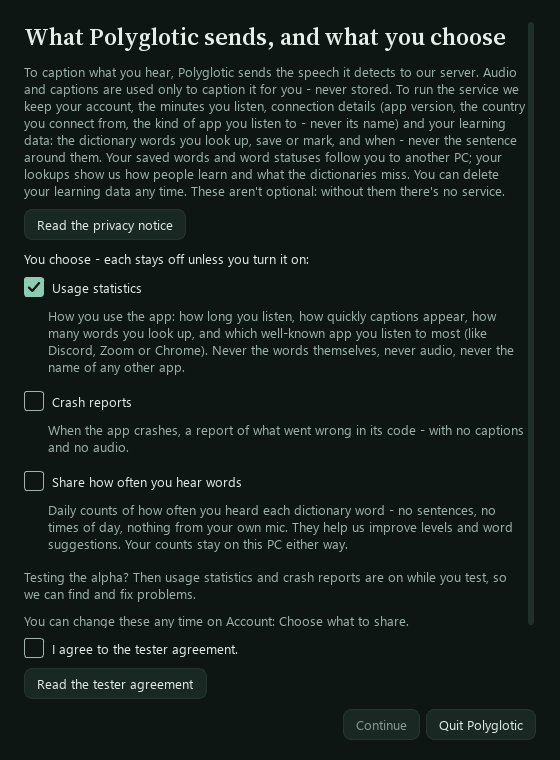 What Polyglotic sends, and what you choose
To caption what you hear, Polyglotic sends the speech it detects to our server. Audio
and captions are used only to caption it for you - never stored. To run the service we
keep your account, the minutes you listen, connection details (app version, the country
you connect from, the kind of app you listen to - never its name) and your learning
data: the dictionary words you look up, save or mark, and when - never the sentence
around them. Your saved words and word statuses follow you to another PC; your
lookups show us how people learn and what the dictionaries miss. You can delete
your learning data any time. These aren't optional: without them there's no service.
Read the privacy notice
You choose - each stays off unless you turn it on:
Usage statistics
How you use the app: how long you listen, how quickly captions appear, how
many words you look up, and which well-known app you listen to most (like
Discord, Zoom or Chrome). Never the words themselves, never audio, never the
name of any other app.
Crash reports
When the app crashes, a report of what went wrong in its code - with no captions
and no audio.
Share how often you hear words
Daily counts of how often you heard each dictionary word - no sentences, no
times of day, nothing from your own mic. They help us improve levels and word
suggestions. Your counts stay on this PC either way.
Testing the alpha? Then usage statistics and crash reports are on while you test, so
we can find and fix problems.
You can change these any time on Account: Choose what to share.
I agree to the tester agreement.
Read the tester agreement
Continue
Quit Polyglotic